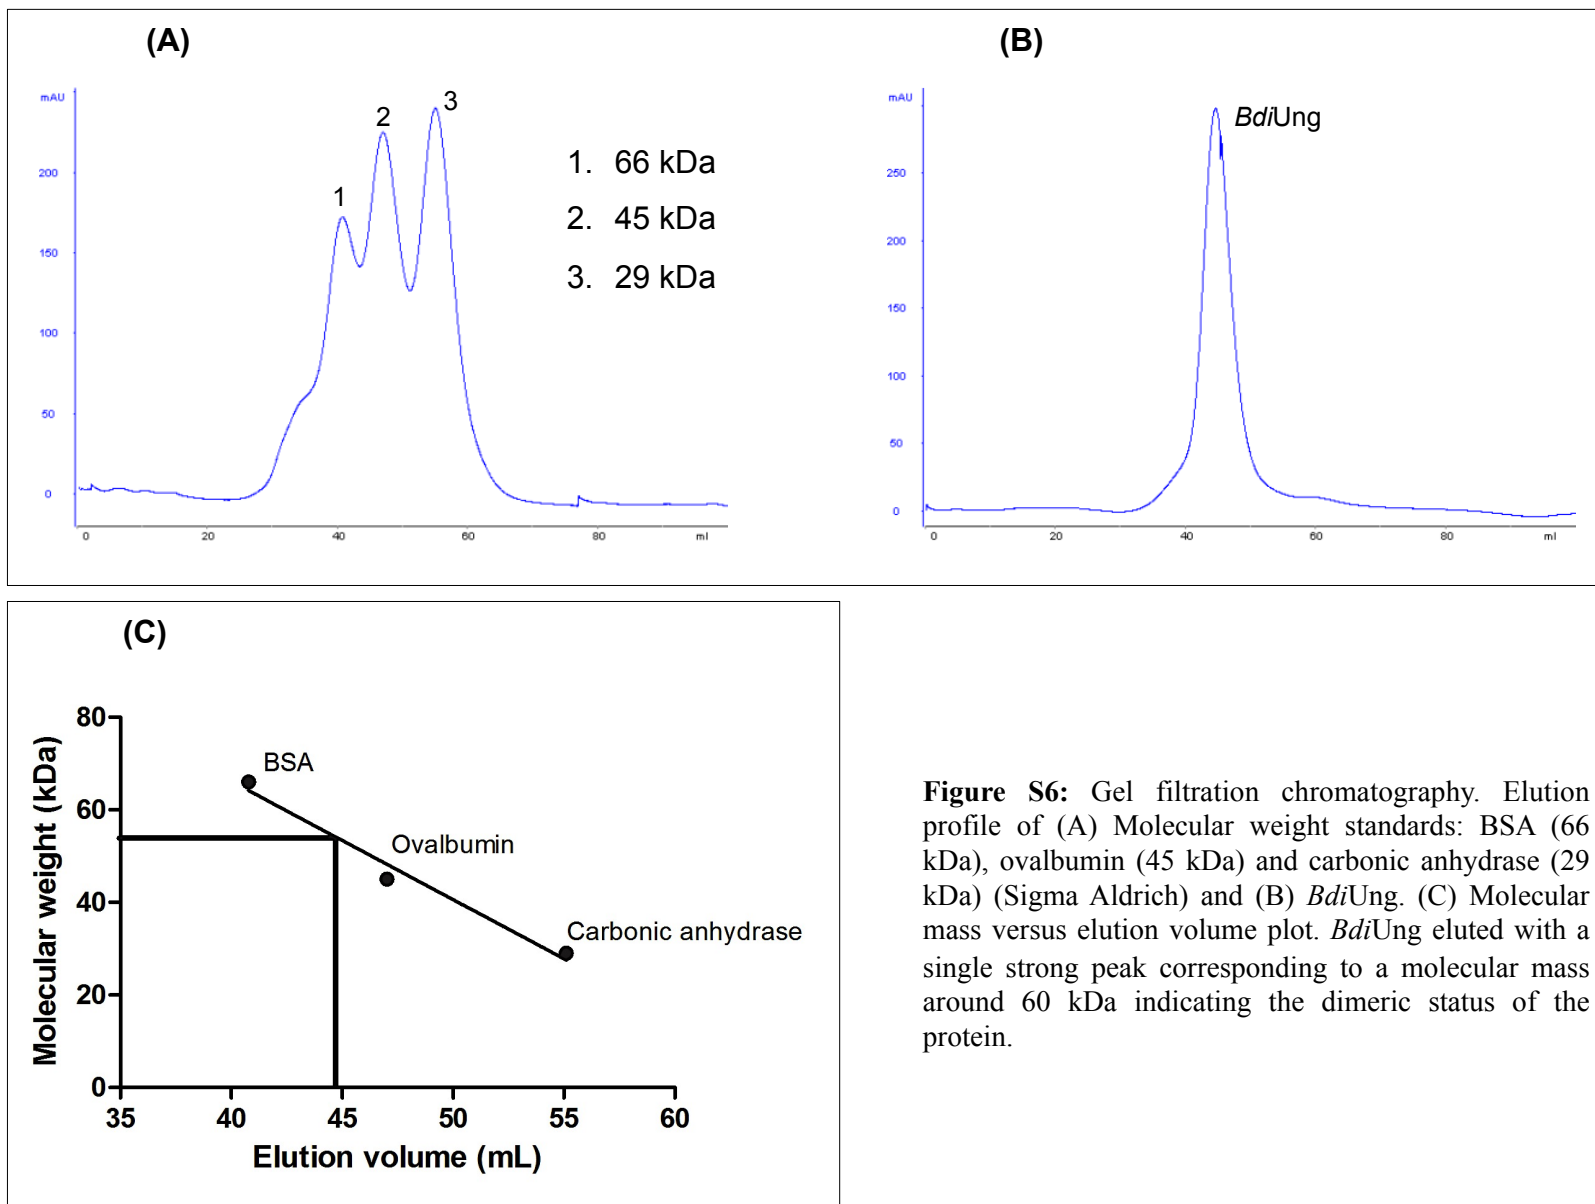 (A)
mAU
200
150
100
50
0
0 20 40 60 80 ml
1
2
3
1. 66 kDa
2. 45 kDa
3. 29 kDa
(B)
mAU
250
200
150
100
50
0
0 20 40 60 80 ml
BdiUng
(C)
Molecular weight (kDa)
80
60
40
20
0
35 40 45 50 55 60
Elution volume (mL)
BSA
Ovalbumin
Carbonic anhydrase
Figure S6: Gel filtration chromatography. Elution
profile of (A) Molecular weight standards: BSA (66
kDa), ovalbumin (45 kDa) and carbonic anhydrase (29
kDa) (Sigma Aldrich) and (B) BdiUng. (C) Molecular
mass versus elution volume plot. BdiUng eluted with a
single strong peak corresponding to a molecular mass
around 60 kDa indicating the dimeric status of the
protein.